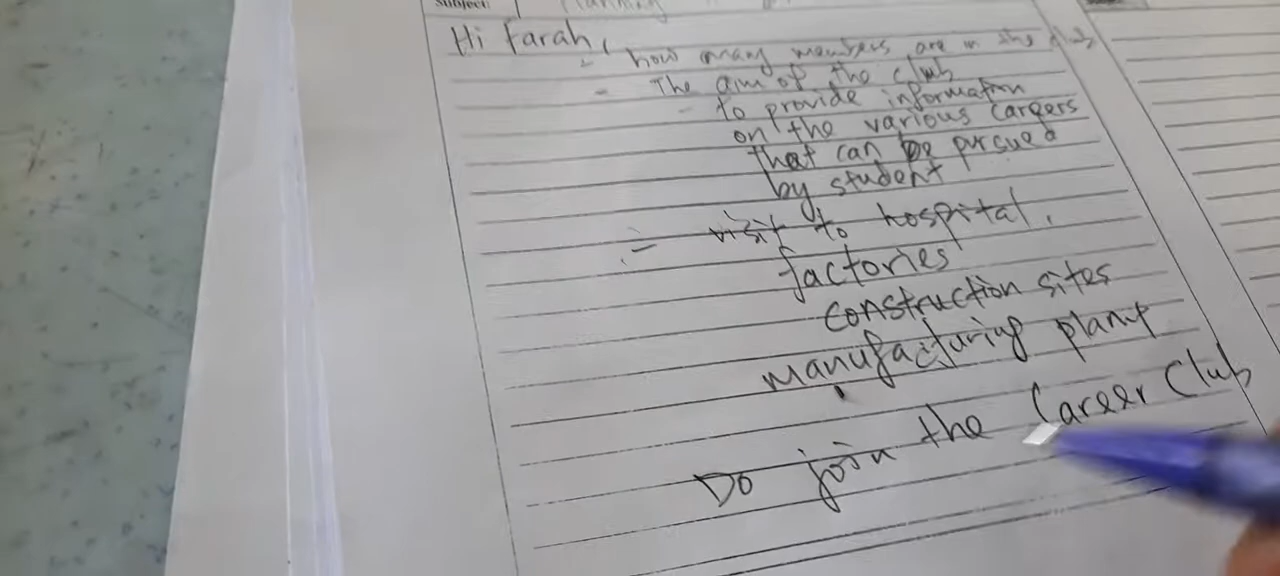 Subject:
Hi Farah,
- how many members are in the club
- The aim of the club
- to provide information
on the various careers
that can be pursued
by student
:- visit to hospital,
factories
construction sites
manufacturing plant
Do join the Career Club